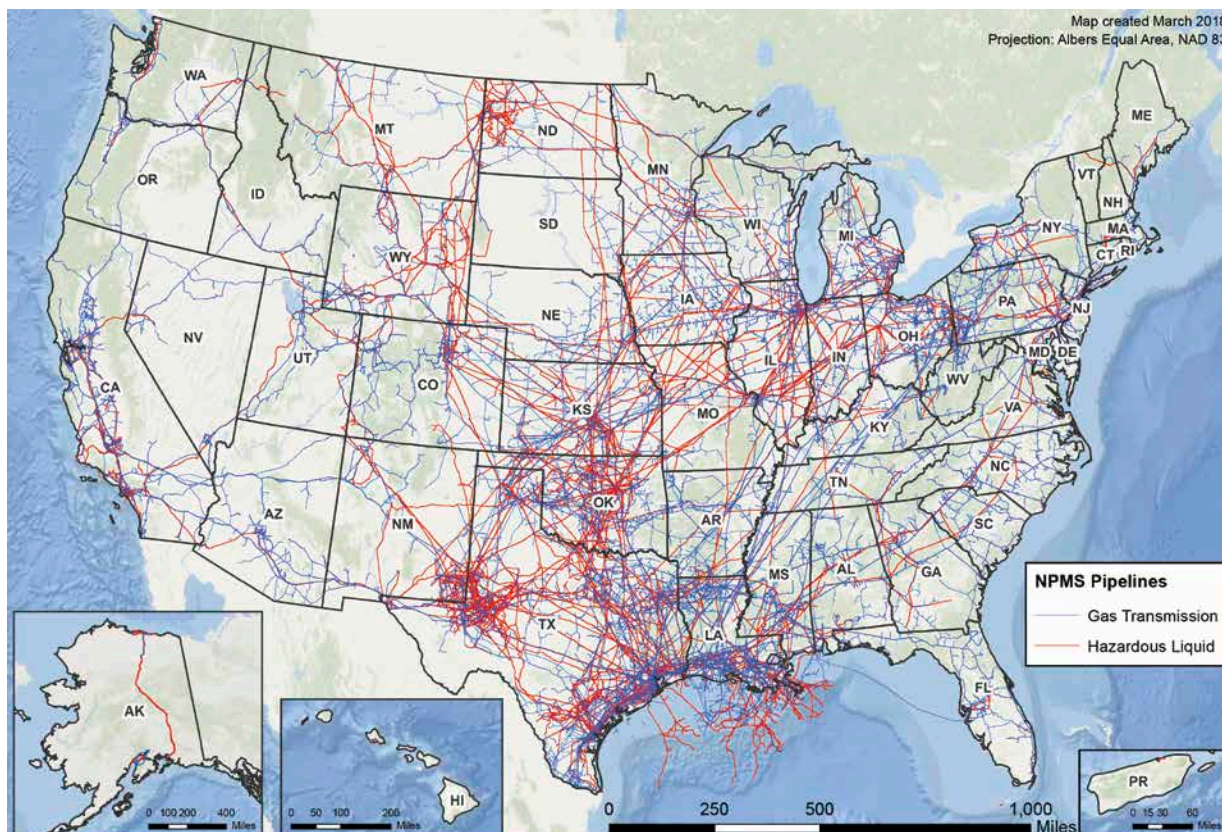 Map created March 2018
Projection: Albers Equal Area, NAD 83
WA
MT
ND
MN
ME
VT
NH
OR
ID
SD
WI
MI
NY
MA
CT
RI
WY
IA
PA
NJ
NE
OH
MD
DE
NV
UT
CO
IL
IN
WV
VA
CA
KS
MO
KY
NC
TN
AZ
NM
OK
AR
SC
MS
AL
GA
TX
LA
FL
NPMS Pipelines
Gas Transmission
Hazardous Liquid
AK
0 100 200 400
Miles
HI
0 50 100 200
Miles
0 250 500 1,000
Miles
PR
0 15 30 60
Miles